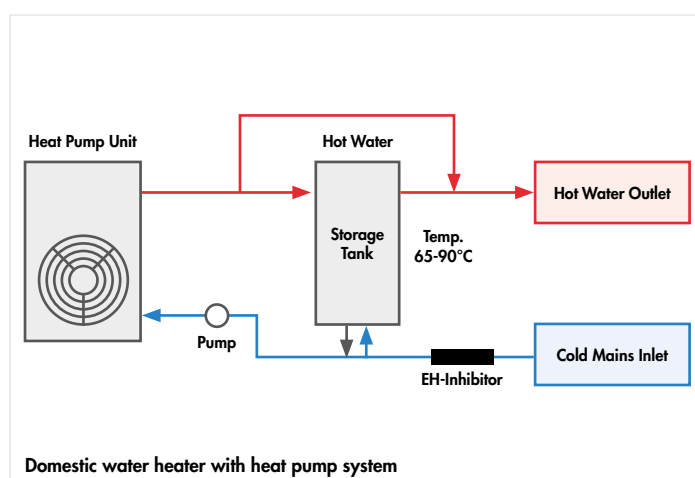 Heat Pump Unit
Hot Water
Storage
Tank
Temp.
65-90°C
Hot Water Outlet
Pump
EH-Inhibitor
Cold Mains Inlet
Domestic water heater with heat pump system